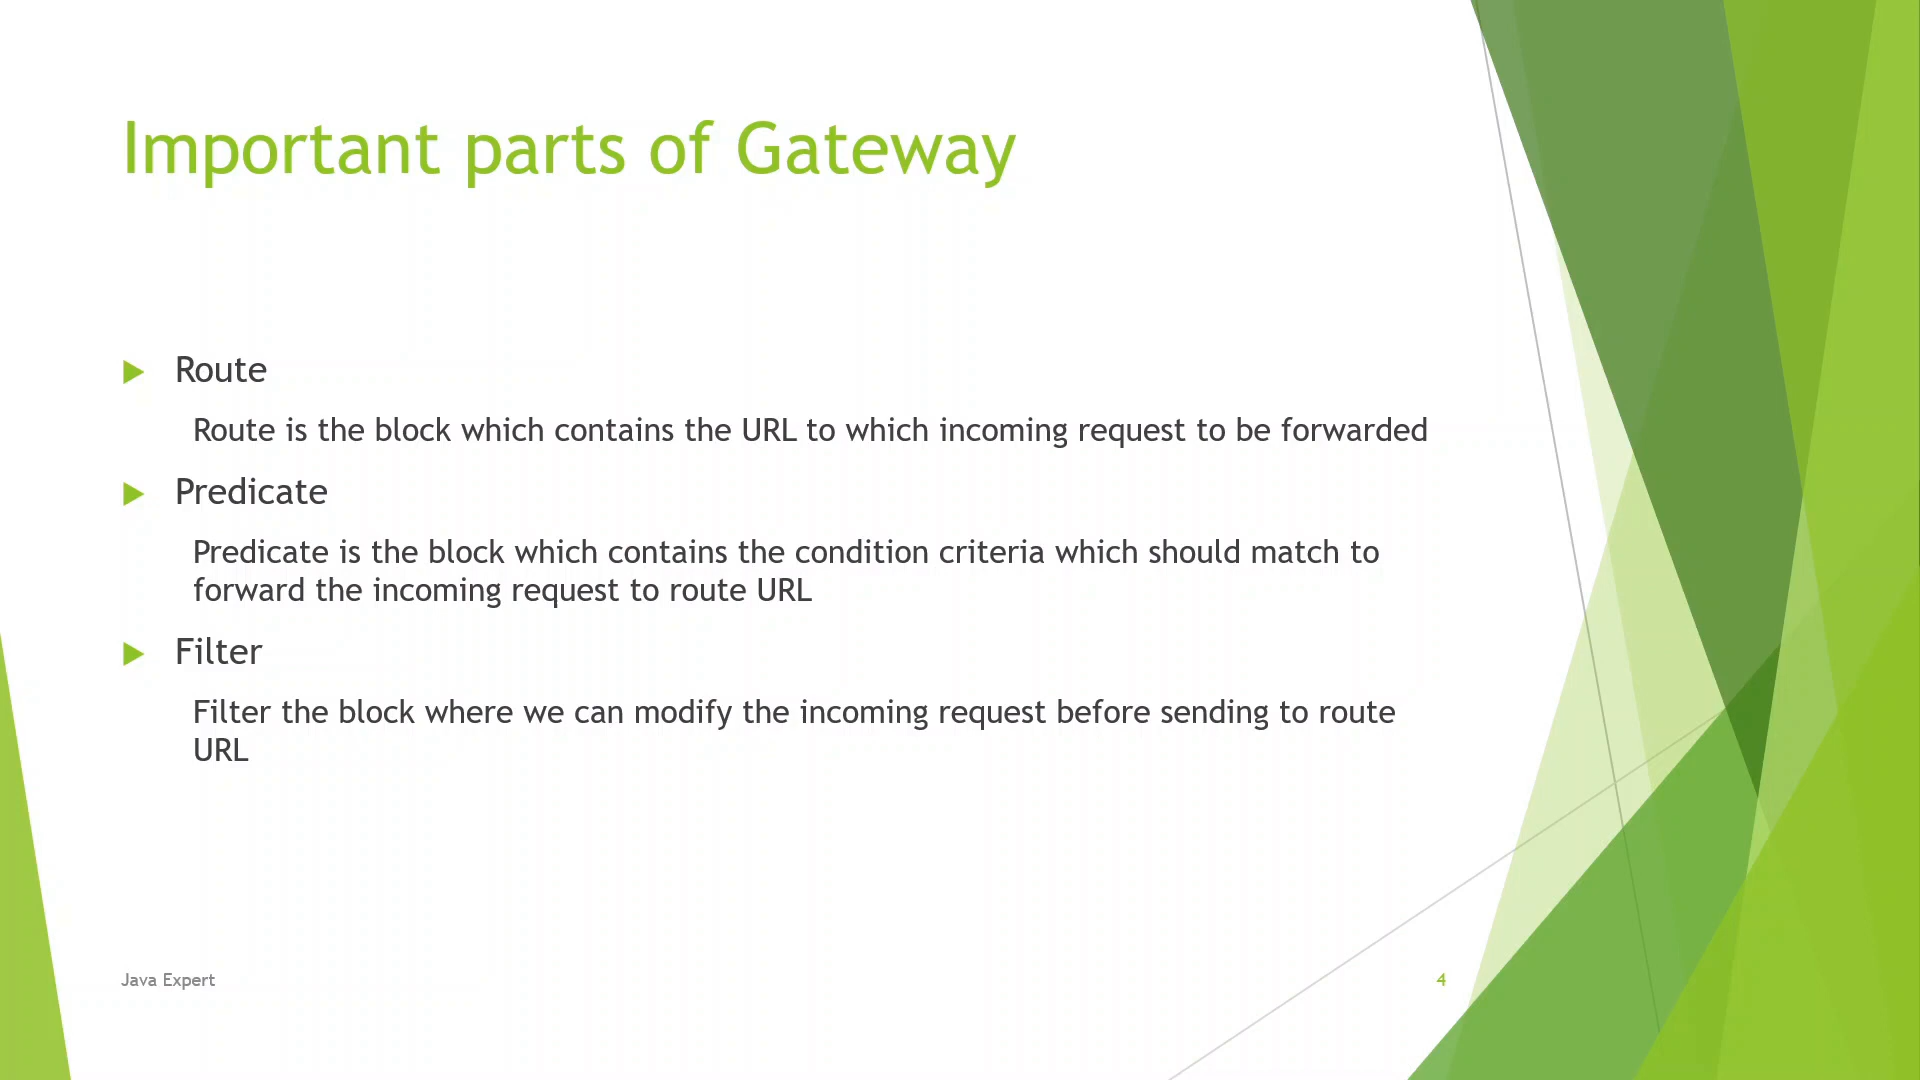 Important parts of Gateway
Route
Route is the block which contains the URL to which incoming request to be forwarded
Predicate
Predicate is the block which contains the condition criteria which should match to
forward the incoming request to route URL
Filter
Filter the block where we can modify the incoming request before sending to route
URL
Java Expert
4